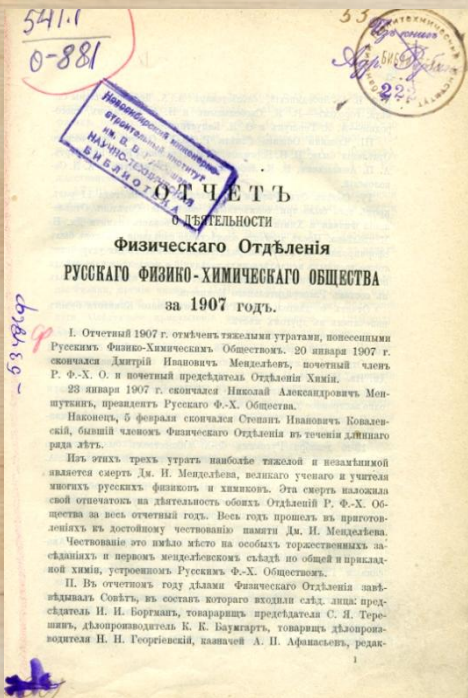 541.1
О-881
53
Из книг
222
Новосибирский инженерно-
строительный институт
им. В. В.
НАУЧНО-ТЕХНИЧЕСКАЯ
БИБЛИОТЕКА
ОТЧЕТЪ
О ДѢЯТЕЛЬНОСТИ
Физическаго Отдѣленія
РУССКАГО ФИЗИКО-ХИМИЧЕСКАГО ОБЩЕСТВА
за 1907 годъ.
I. Отчетный 1907 г. отмѣченъ тяжелыми утратами, понесенными
Русскимъ Физико-Химическимъ Обществомъ. 20 января 1907 г.
скончался Дмитрій Ивановичъ Менделѣевъ, почетный членъ
Р. Ф.-Х. О. и почетный предсѣдатель Отдѣленія Химіи.
23 января 1907 г. скончался Николай Александровичъ Мен-
шуткинъ, президентъ Русскаго Ф.-Х. Общества.
Наконецъ, 5 февраля скончался Степанъ Ивановичъ Ковалев-
скій, бывшій членомъ Физическаго Отдѣленія въ теченіи длиннаго
ряда лѣтъ.
Изъ этихъ трехъ утратъ наиболѣе тяжелой и незамѣнимой
является смерть Дм. И. Менделѣева, великаго ученаго и учителя
многихъ русскихъ физиковъ и химиковъ. Эта смерть наложила
свой отпечатокъ на дѣятельность обоихъ Отдѣленій Р. Ф.-Х. Об-
щества за весь отчетный годъ. Весь годъ прошелъ въ приготов-
леніяхъ къ достойному чествованію памяти Дм. И. Менделѣева.
Чествованіе это имѣло мѣсто на особыхъ торжественныхъ за-
сѣданіяхъ и первомъ менделѣевскомъ съѣздѣ по общей и приклад-
ной химіи, устроенномъ Русскимъ Ф.-Х. Обществомъ.
II. Въ отчетномъ году дѣлами Физическаго Отдѣленія завѣ-
вѣдывалъ Совѣтъ, въ составъ котораго входили слѣд. лица: пред-
сѣдатель И. И. Боргманъ, товарищъ предсѣдателя С. Я. Тере-
шинъ, дѣлопроизводитель К. К. Баумгартъ, товарищъ дѣлопроиз-
водителя Н. Н. Георгіевскій, казначей А. П. Афанасьевъ, редак-
1